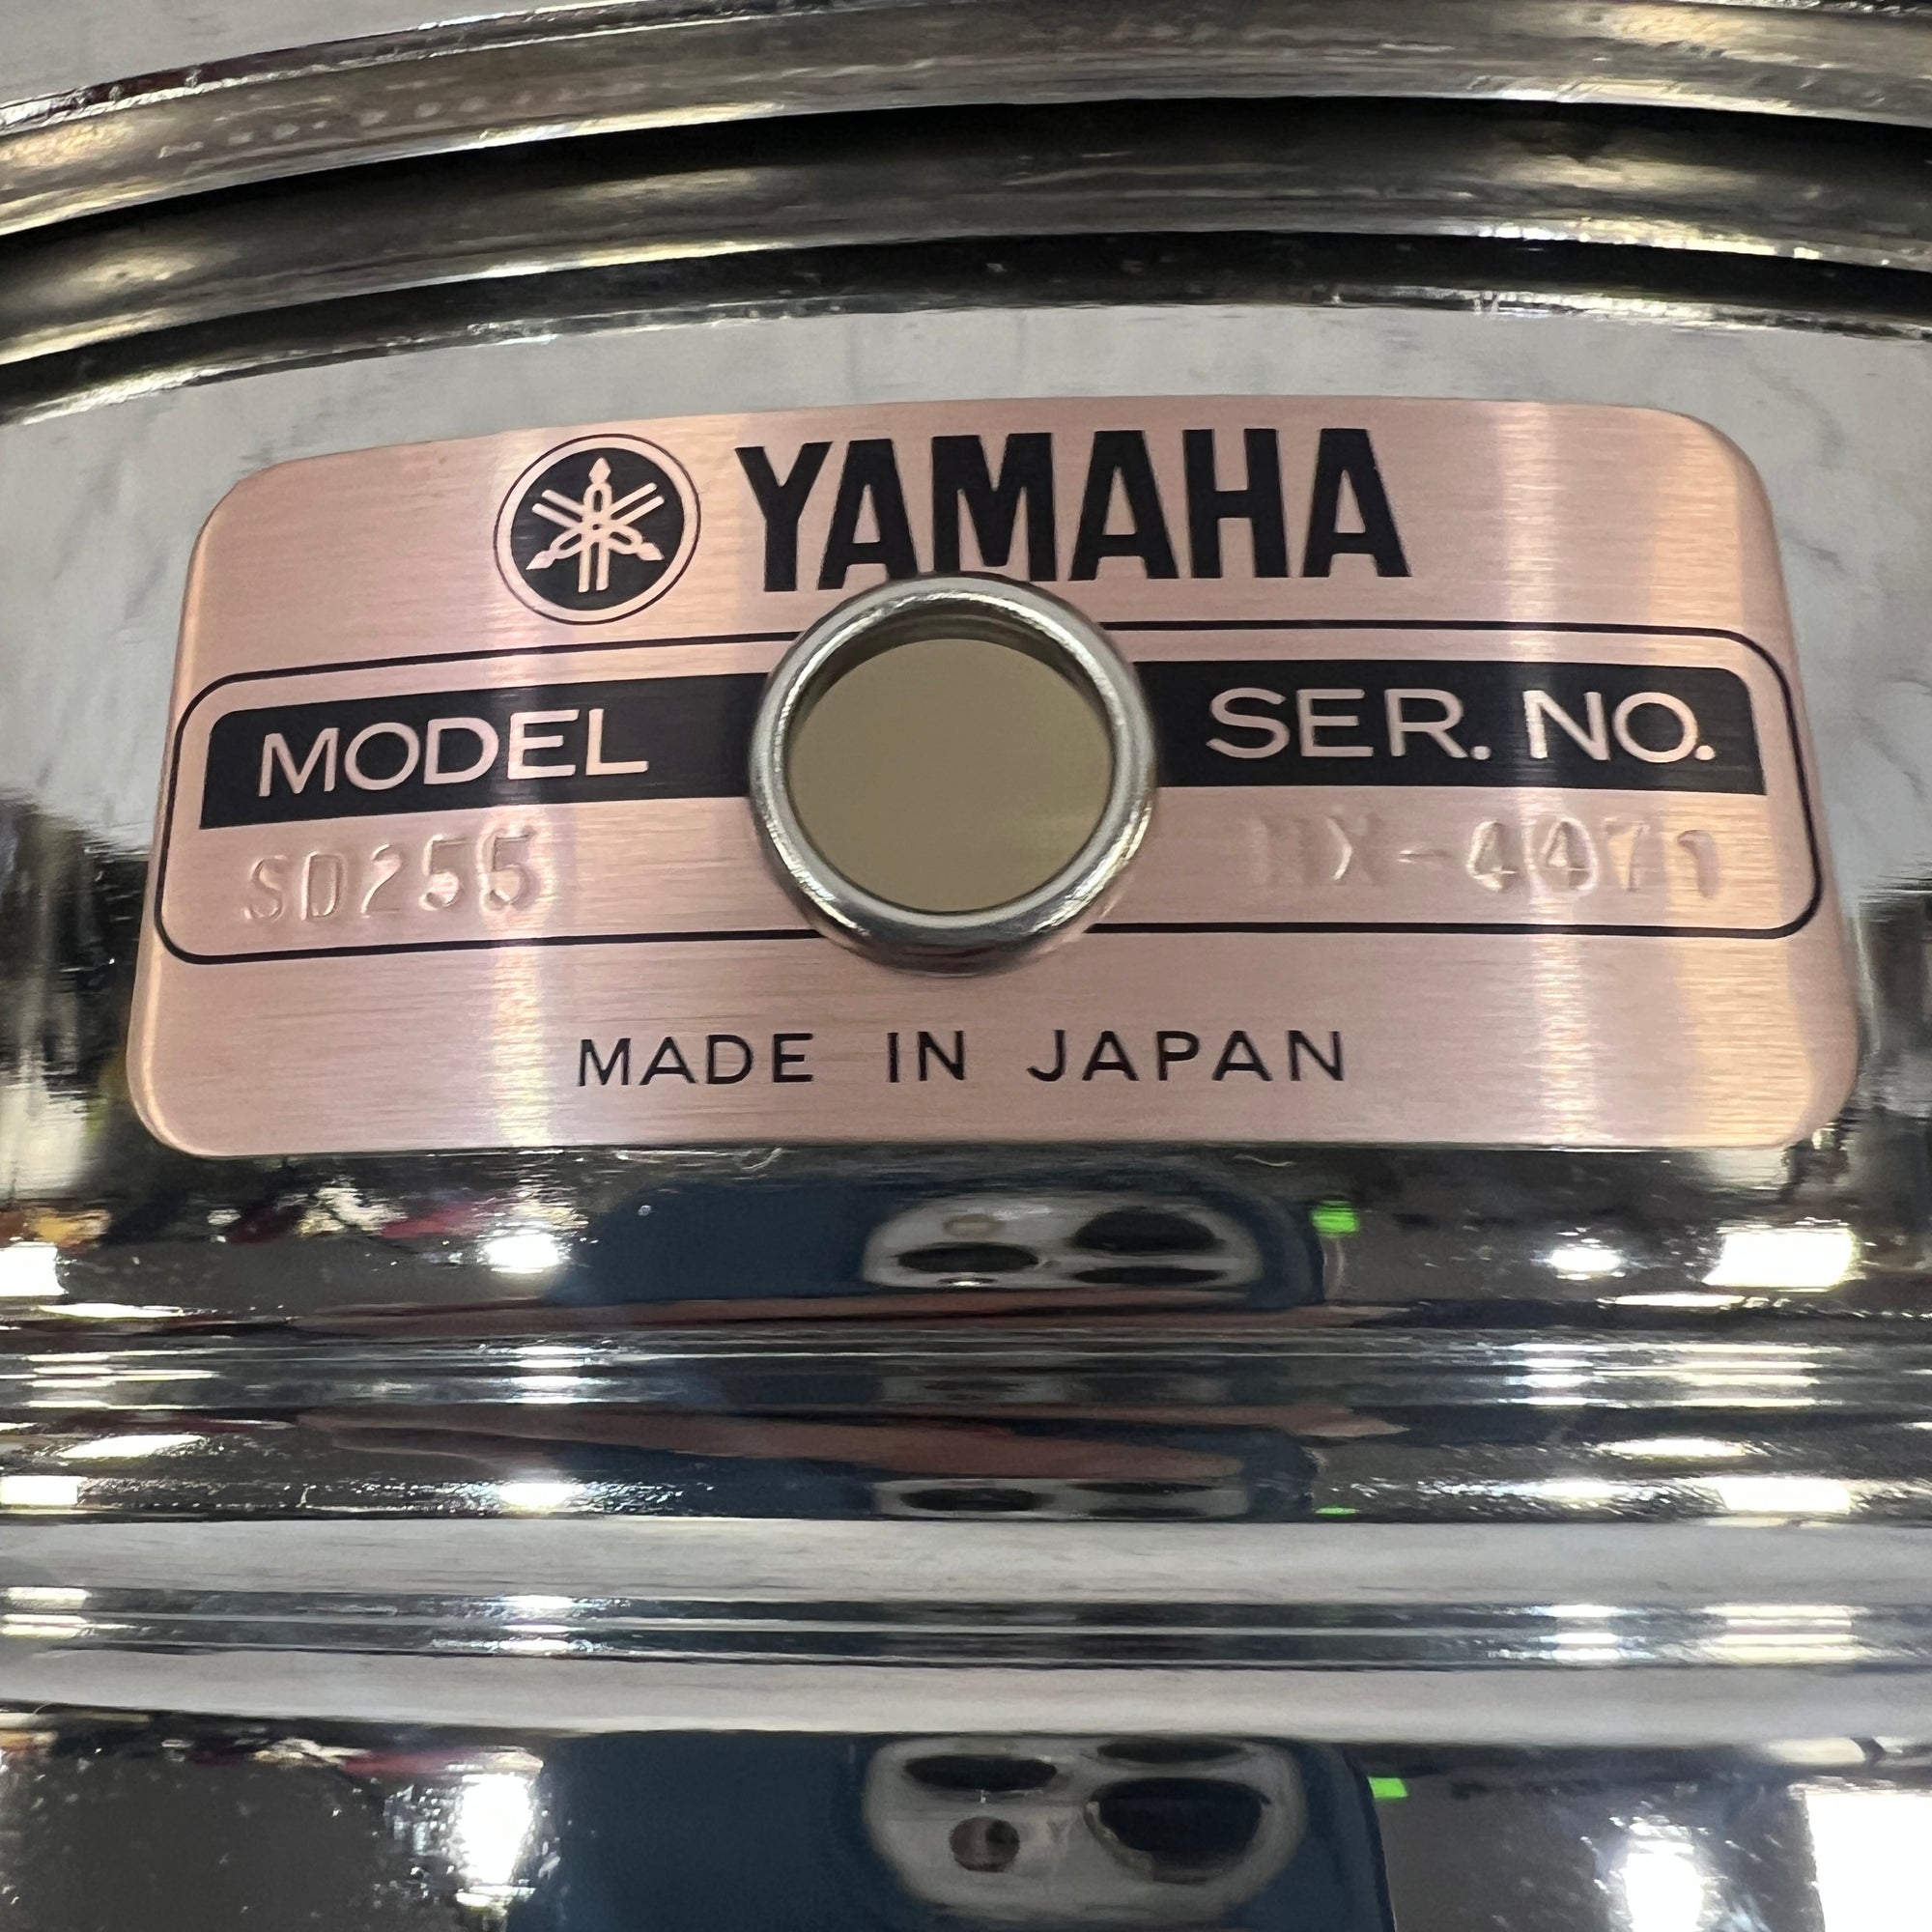 YAMAHA
MODEL SER. NO.
SD255
MADE IN JAPAN